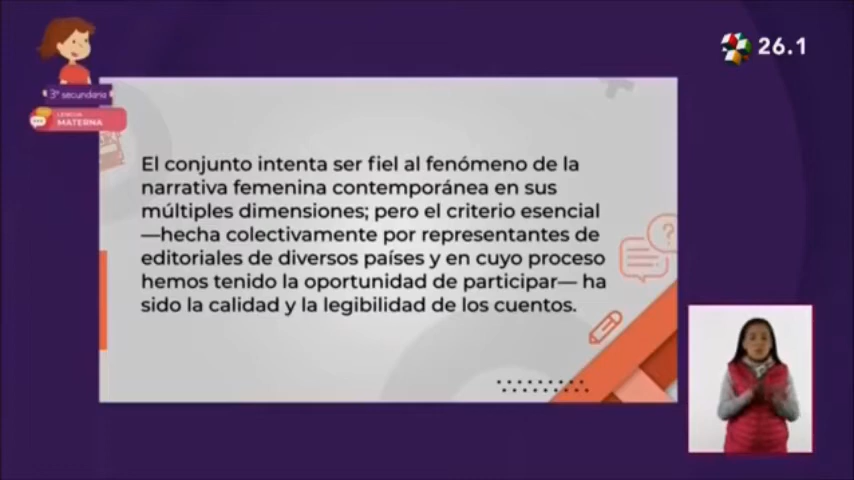 26.1
3° secundaria
LENGUA
MATERNA
El conjunto intenta ser fiel al fenómeno de la
narrativa femenina contemporánea en sus
múltiples dimensiones; pero el criterio esencial
—hecha colectivamente por representantes de
editoriales de diversos países y en cuyo proceso
hemos tenido la oportunidad de participar— ha
sido la calidad y la legibilidad de los cuentos.